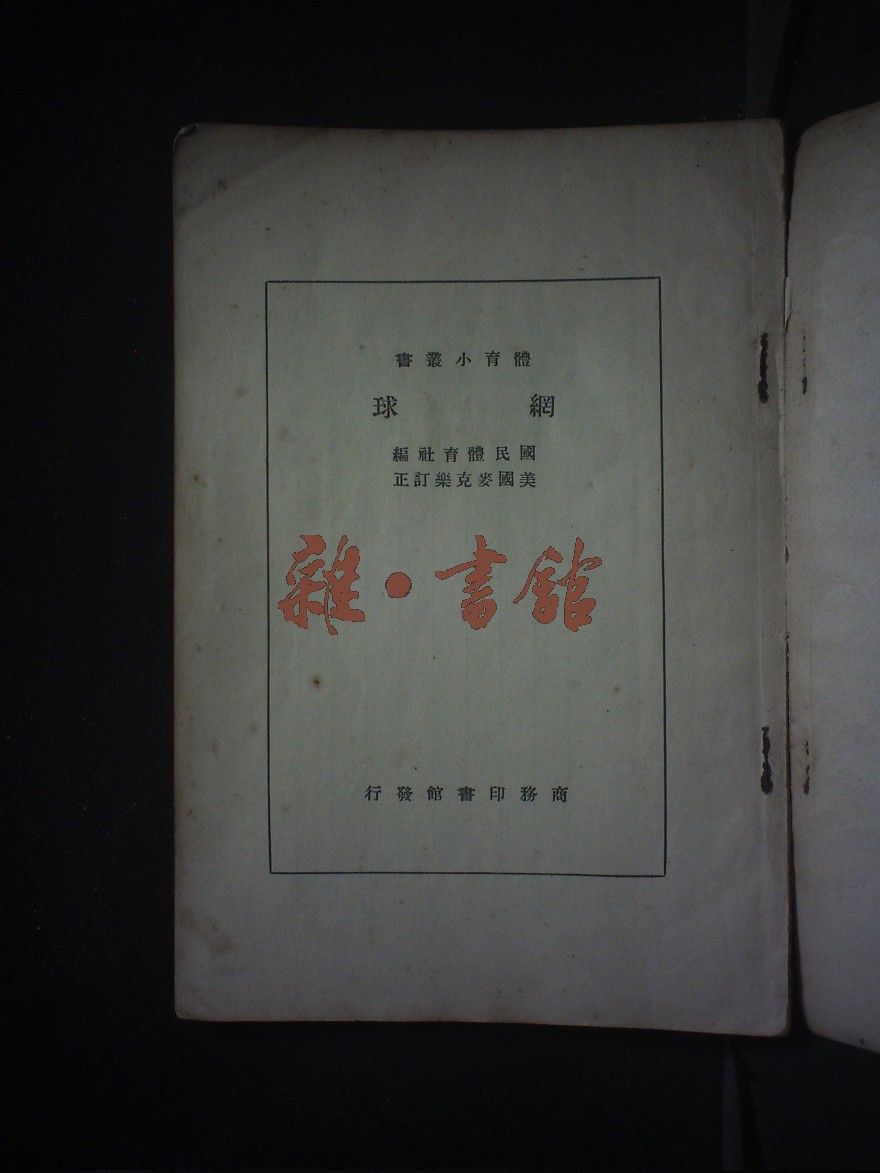 體育小叢書
網球
國民體育社編
美國麥克樂訂正
雜·書館
商務印書館發行